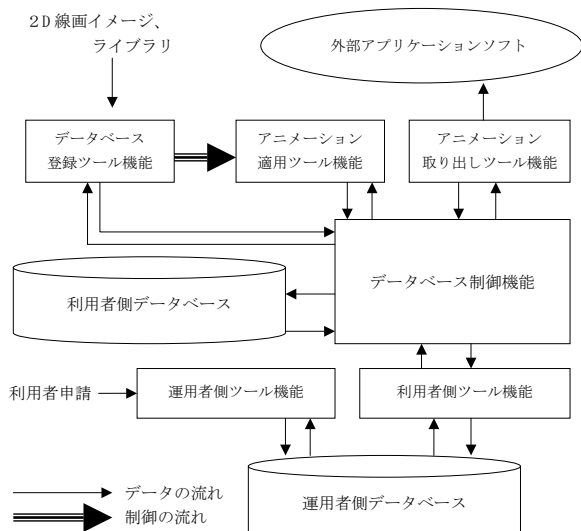 2D線画イメージ、
ライブラリ
外部アプリケーションソフト
データベース
登録ツール機能
アニメーション
適用ツール機能
アニメーション
取り出しツール機能
データベース制御機能
利用者側データベース
利用者申請
運用者側ツール機能
利用者側ツール機能
データの流れ
制御の流れ
運用者側データベース